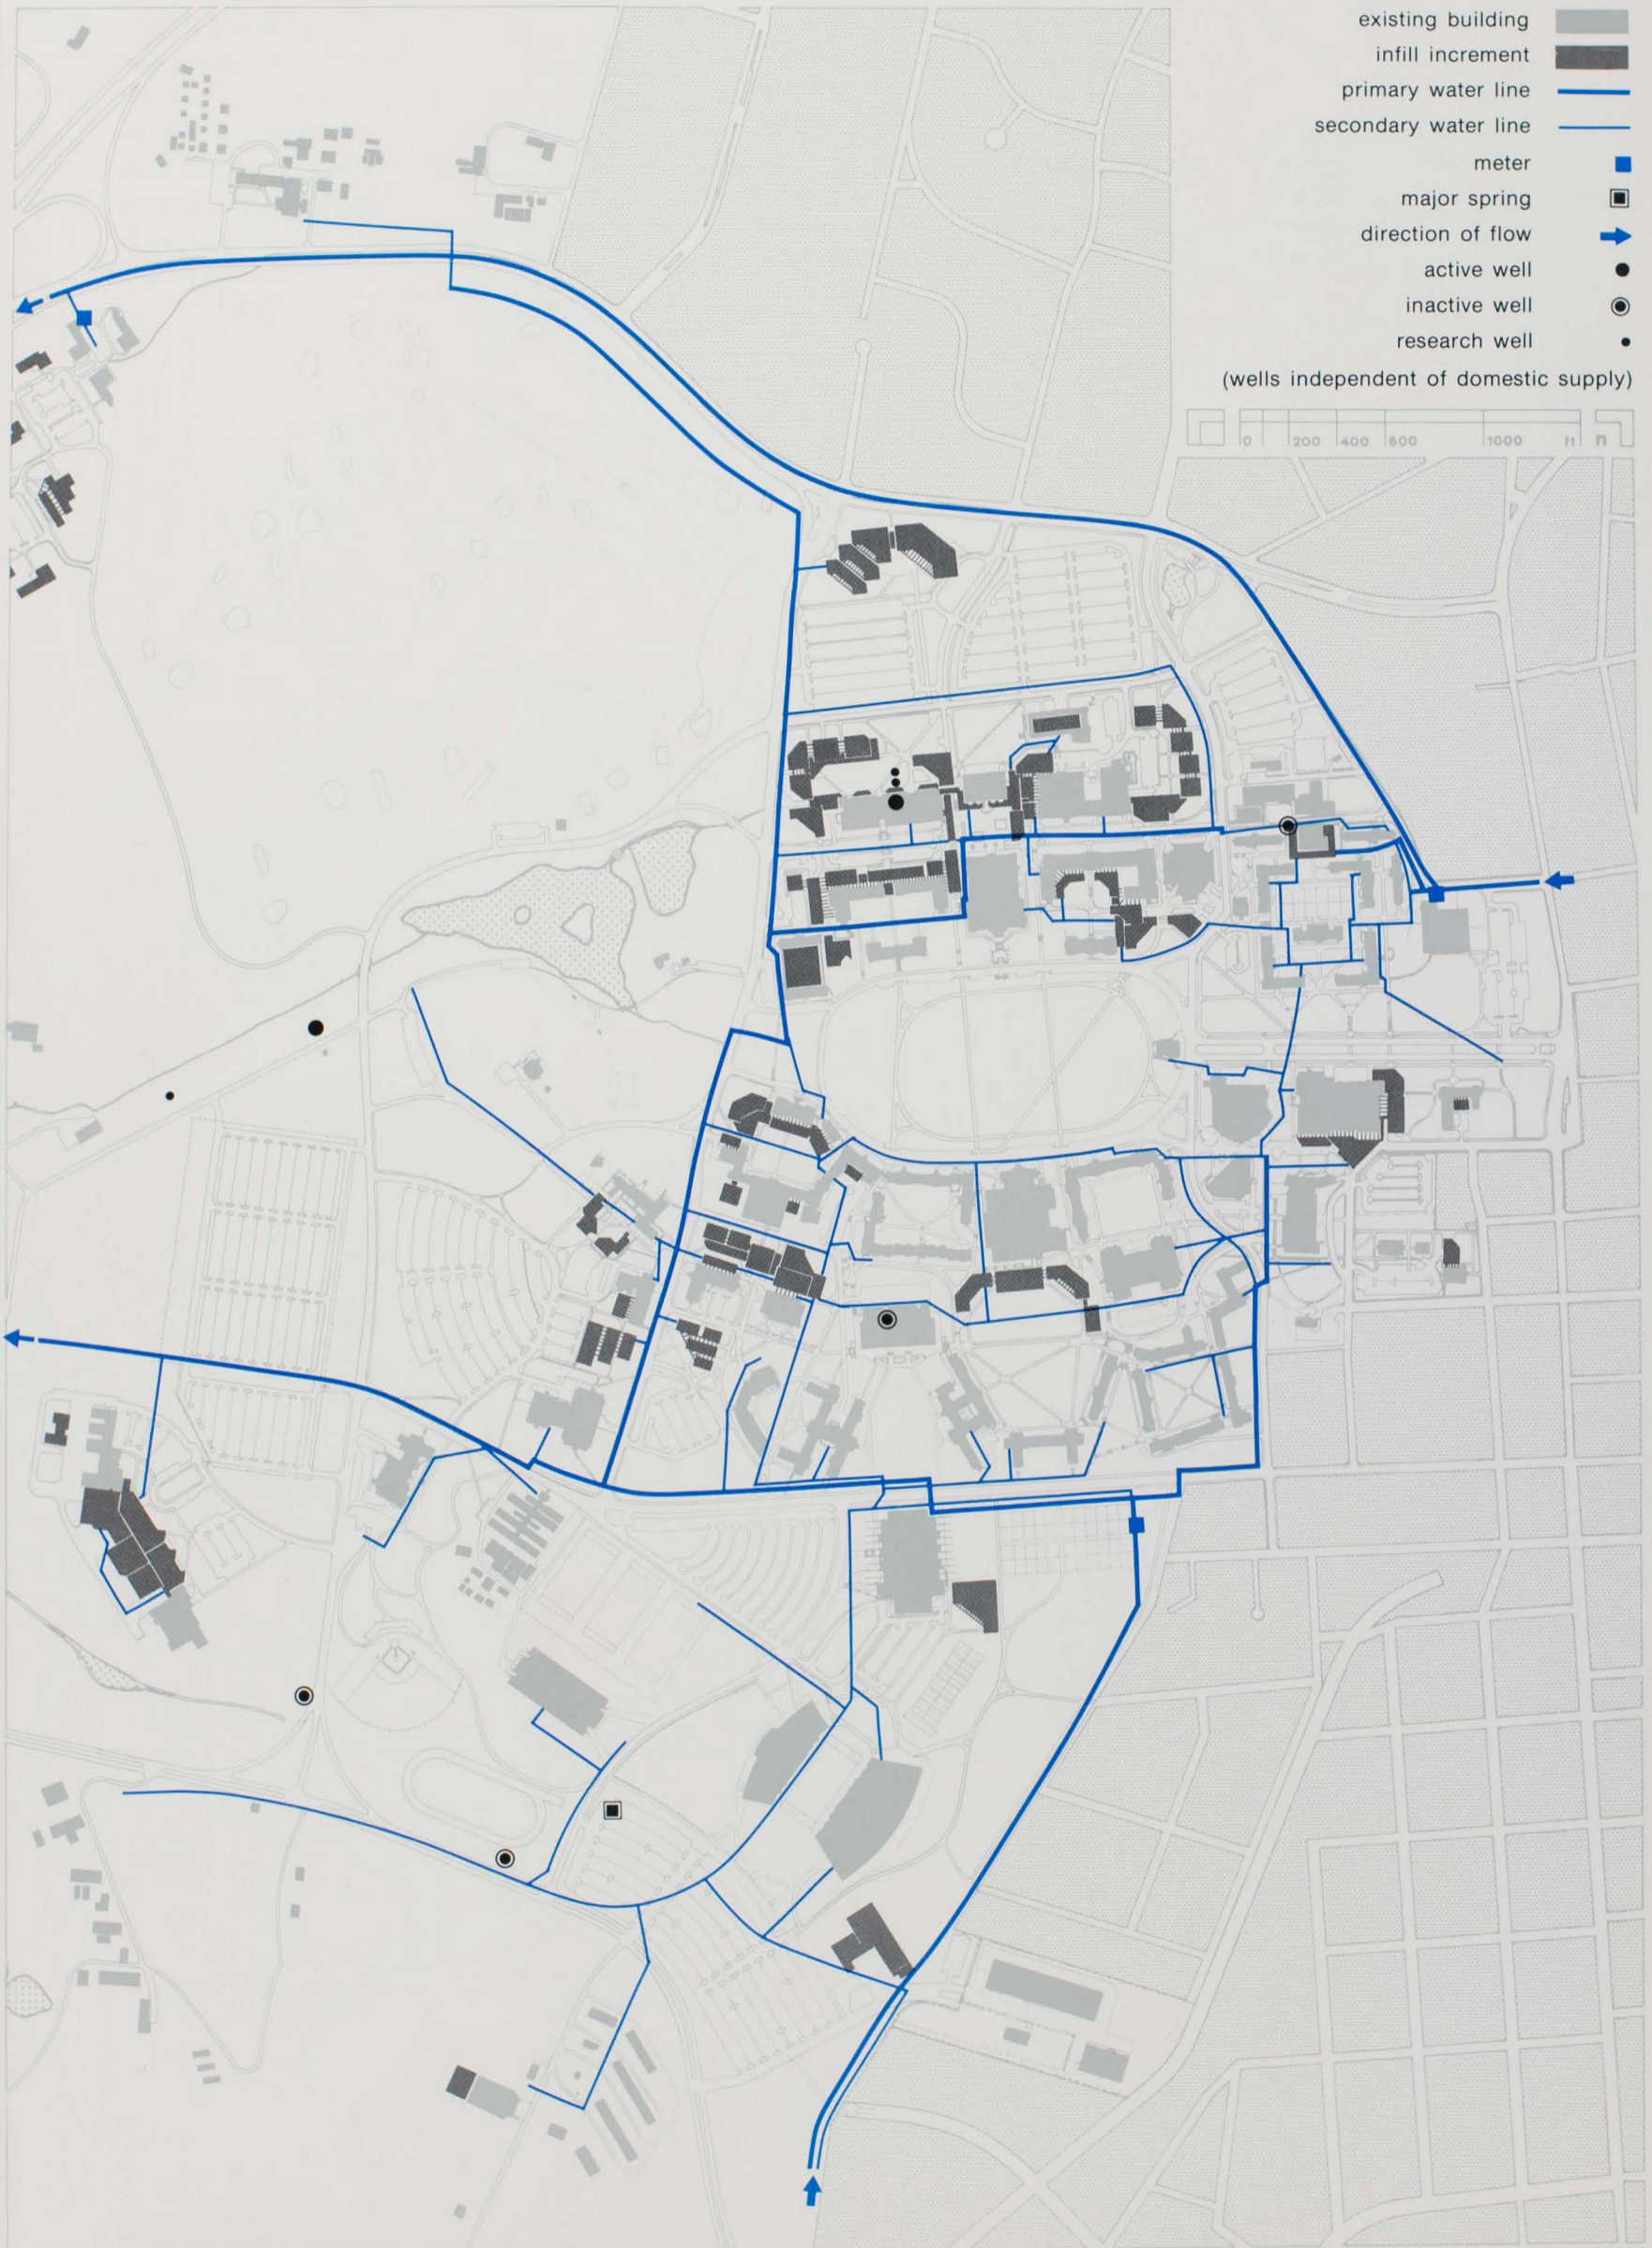 existing building
infill increment
primary water line
secondary water line
meter
major spring
direction of flow
active well
inactive well
research well
(wells independent of domestic supply)
0 200 400 600 1000 ft n